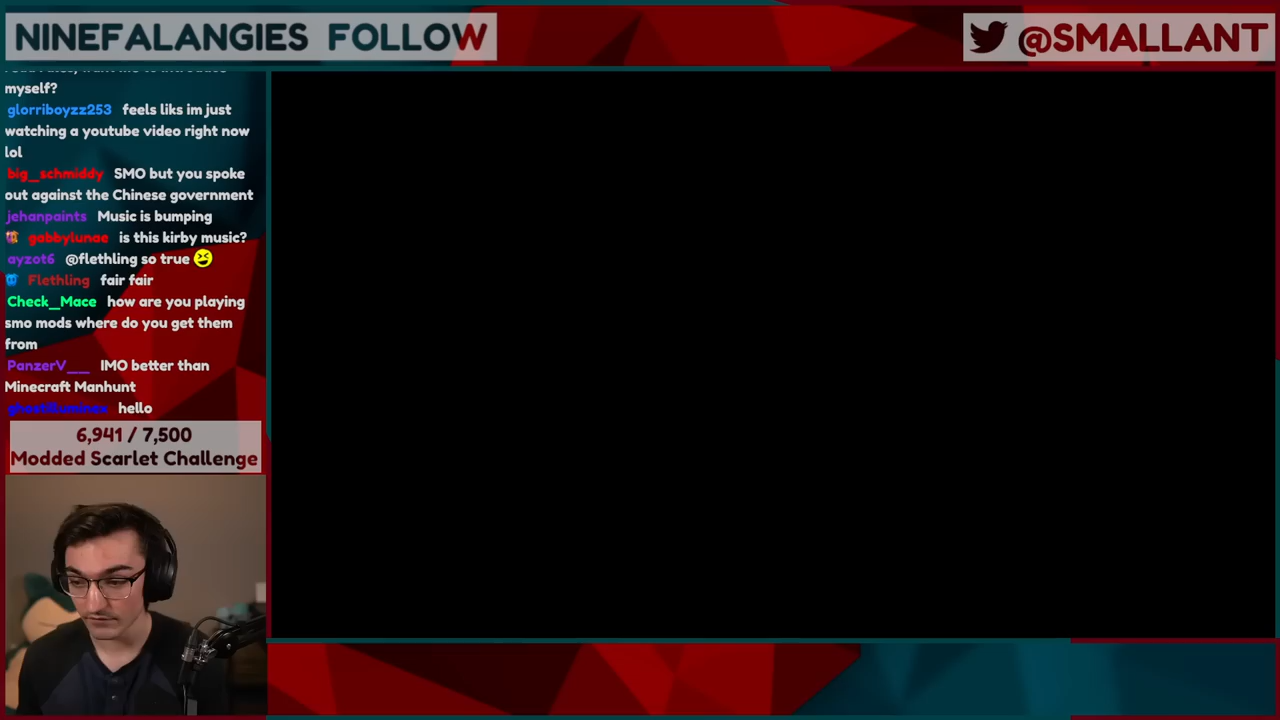 NINEFALANGIES FOLLOW
@SMALLANT
myself?
glorriboyzz253 feels liks im just
watching a youtube video right now
lol
big_schmiddy SMO but you spoke
out against the Chinese government
jehanpaints Music is bumping
gabbylunae is this kirby music?
ayzot6 @flethling so true
Flethling fair fair
Check_Mace how are you playing
smo mods where do you get them
from
PanzerV__ IMO better than
Minecraft Manhunt
ghostilluminex hello
6,941 / 7,500
Modded Scarlet Challenge